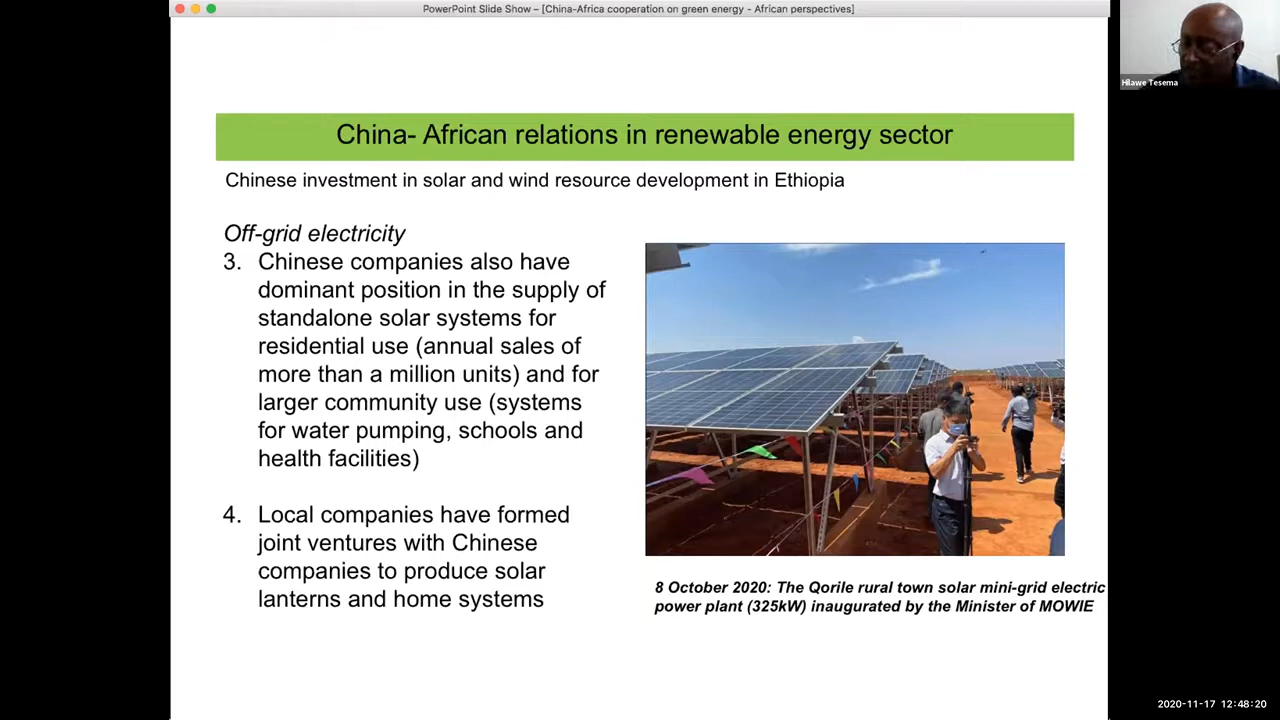 PowerPoint Slide Show – [China-Africa cooperation on green energy - African perspectives]
Hilawe Tesema
China- African relations in renewable energy sector
Chinese investment in solar and wind resource development in Ethiopia
Off-grid electricity
3. Chinese companies also have
dominant position in the supply of
standalone solar systems for
residential use (annual sales of
more than a million units) and for
larger community use (systems
for water pumping, schools and
health facilities)
4. Local companies have formed
joint ventures with Chinese
companies to produce solar
lanterns and home systems
8 October 2020: The Qorile rural town solar mini-grid electric
power plant (325kW) inaugurated by the Minister of MOWIE
2020-11-17 12:48:20